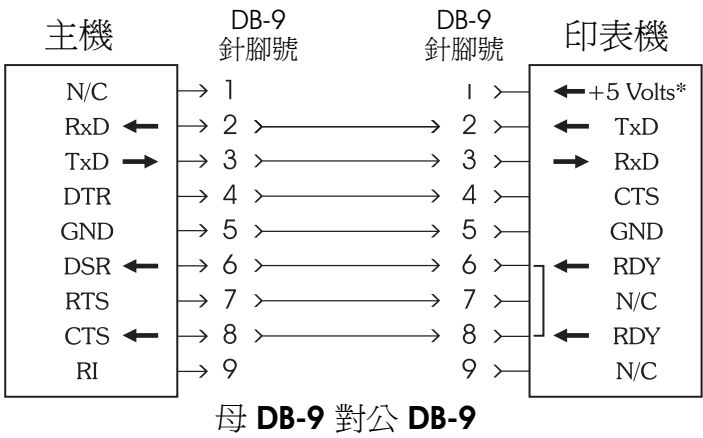 主機 DB-9 DB-9 印表機
針腳號 針腳號
N/C 1 1 +5 Volts*
RxD 2 2 TxD
TxD 3 3 RxD
DTR 4 4 CTS
GND 5 5 GND
DSR 6 6 RDY
RTS 7 7 N/C
CTS 8 8 RDY
RI 9 9 N/C
母 DB-9 對公 DB-9